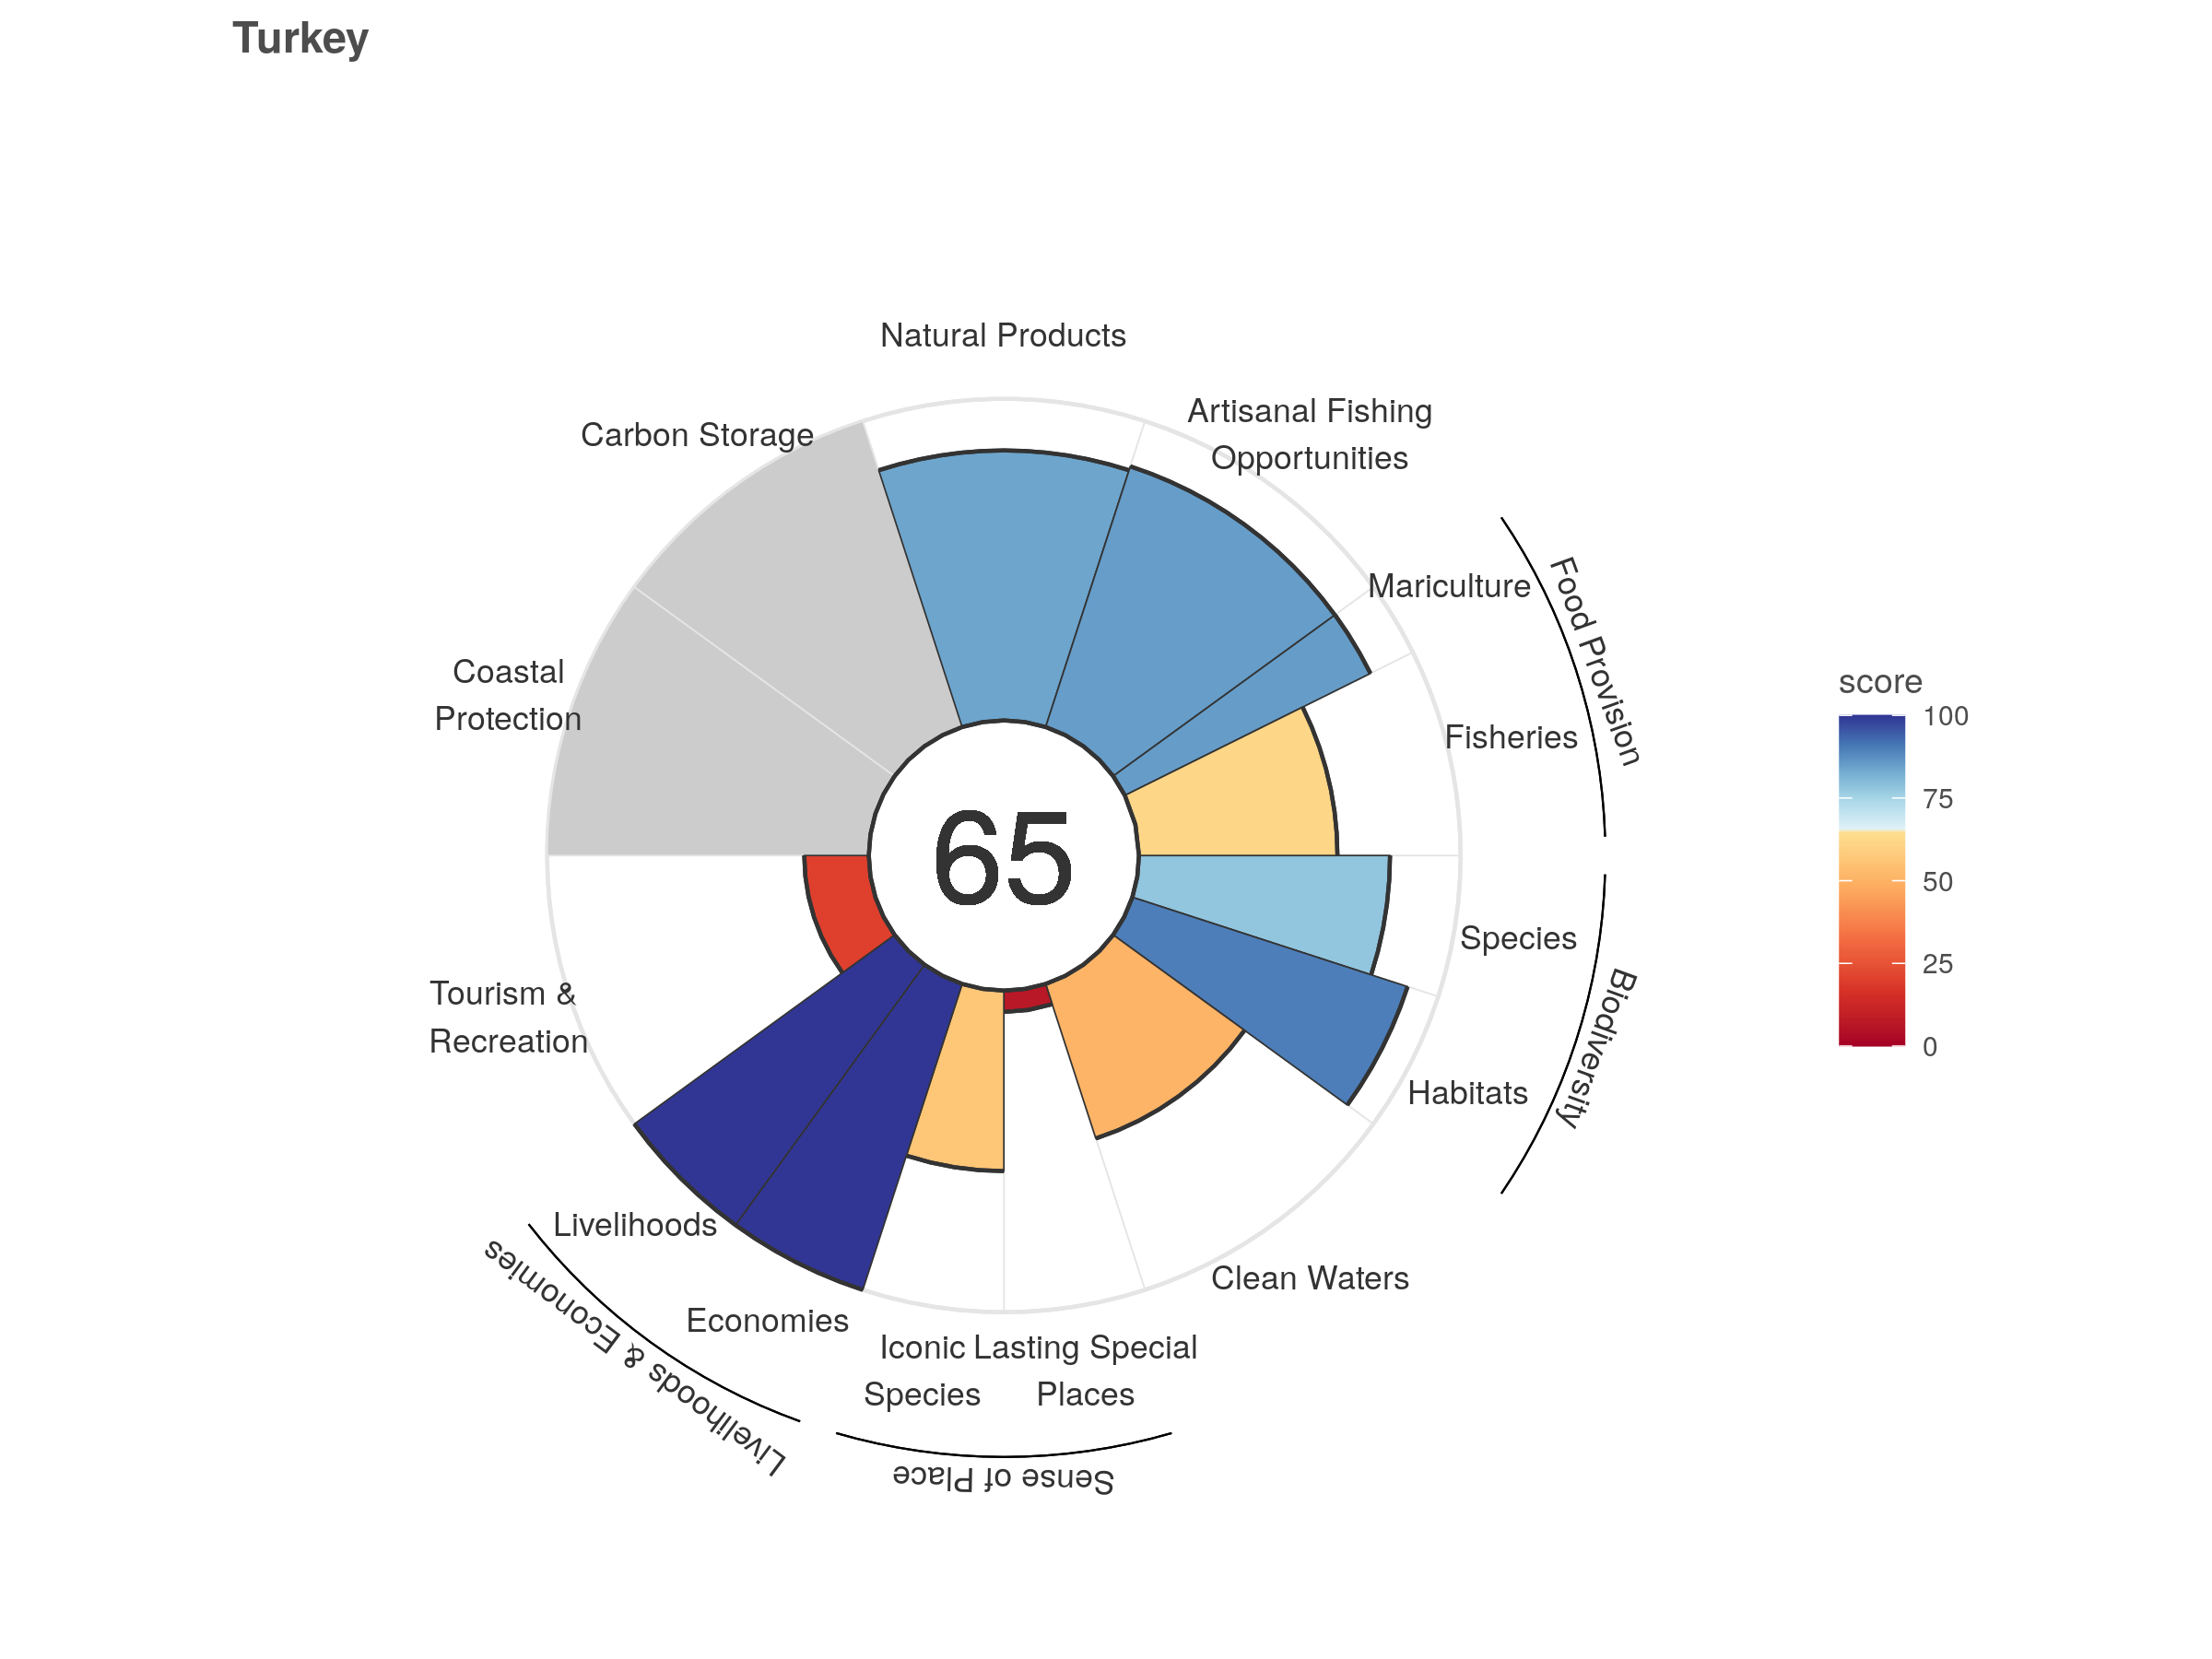 Turkey
Natural Products
Artisanal Fishing
Opportunities
Carbon Storage
Mariculture
Food Provision
Coastal
Protection
Fisheries
score
100
75
50
25
0
65
Species
Biodiversity
Habitats
Tourism &
Recreation
Livelihoods
Clean Waters
Economies
Livelihoods & Economies
Iconic
Species
Lasting Special
Places
Sense of Place